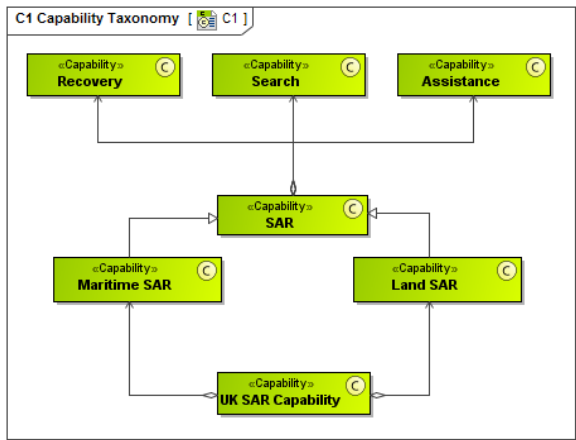 C1 Capability Taxonomy [ C1 ]
«Capability» C
Recovery
«Capability» C
Search
«Capability» C
Assistance
«Capability» C
SAR
«Capability» C
Maritime SAR
«Capability» C
Land SAR
«Capability» C
UK SAR Capability